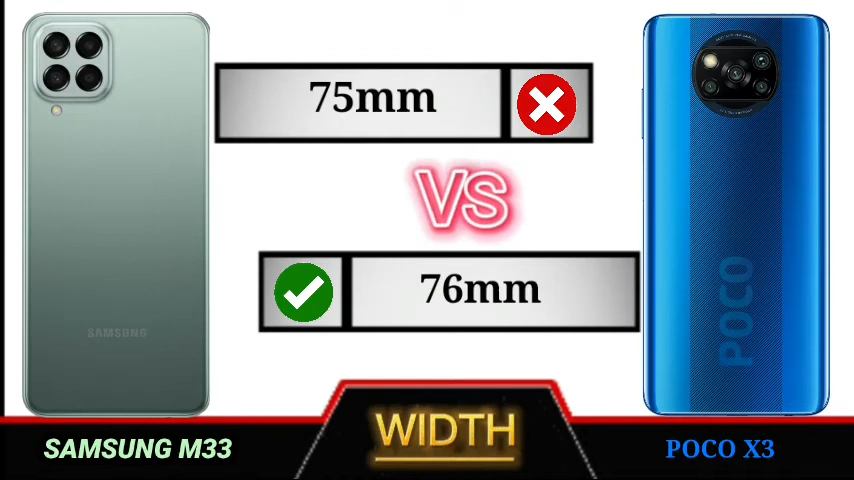 75mm
VS
76mm
SAMSUNG
POCO
WIDTH
SAMSUNG M33
POCO X3